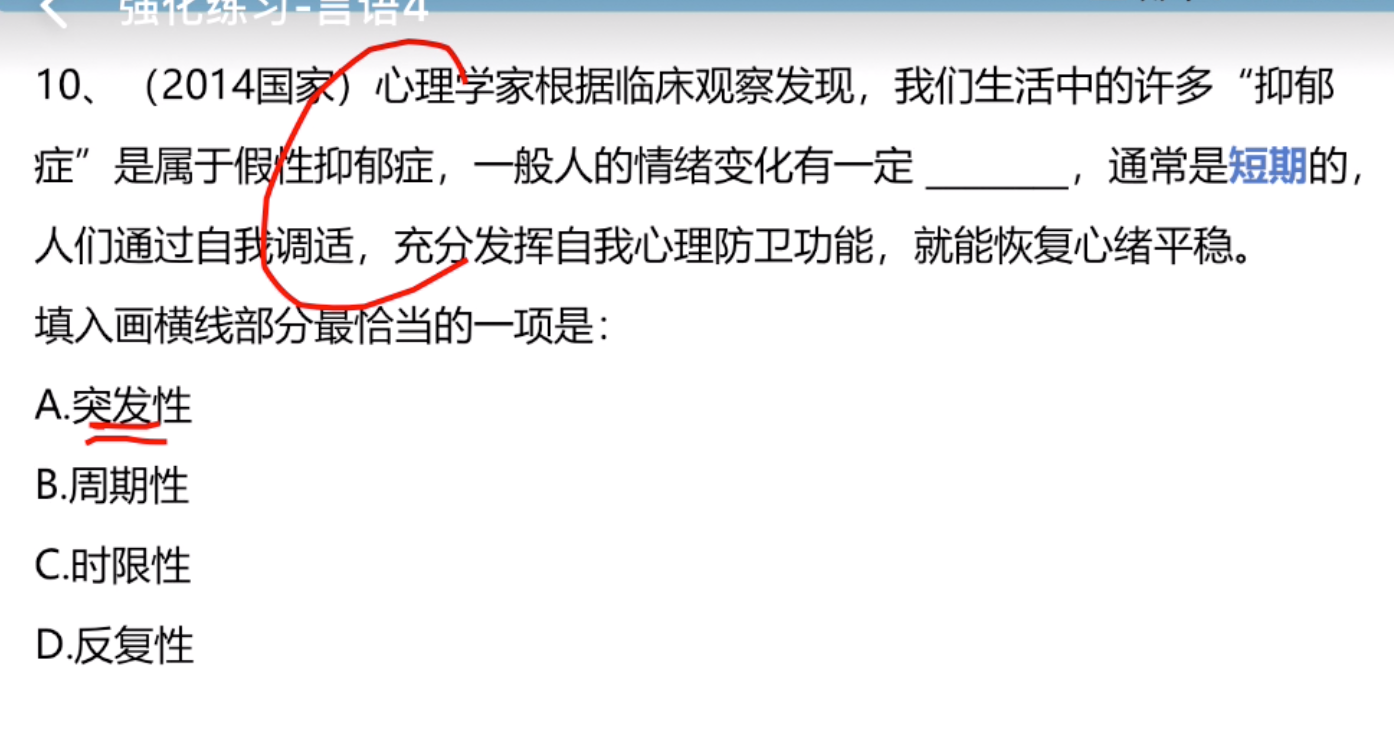 强化练习-言语4
10、（2014国家）心理学家根据临床观察发现，我们生活中的许多“抑郁
症”是属于假性抑郁症，一般人的情绪变化有一定 _______，通常是短期的，
人们通过自我调适，充分发挥自我心理防卫功能，就能恢复心绪平稳。
填入画横线部分最恰当的一项是：
A.突发性
B.周期性
C.时限性
D.反复性